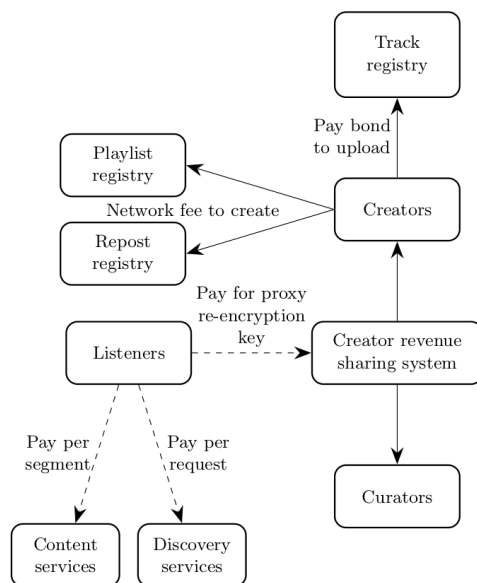 Track
registry
Pay bond
to upload
Playlist
registry
Network fee to create
Creators
Repost
registry
Pay for proxy
re-encryption
key
Listeners
Creator revenue
sharing system
Pay per
segment
Pay per
request
Curators
Content
services
Discovery
services